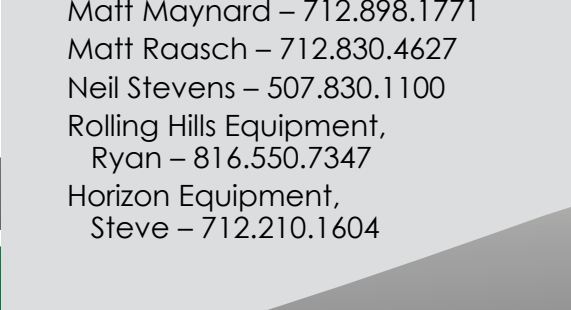 Matt Maynard – 712.898.1771
Matt Raasch – 712.830.4627
Neil Stevens – 507.830.1100
Rolling Hills Equipment,
Ryan – 816.550.7347
Horizon Equipment,
Steve – 712.210.1604